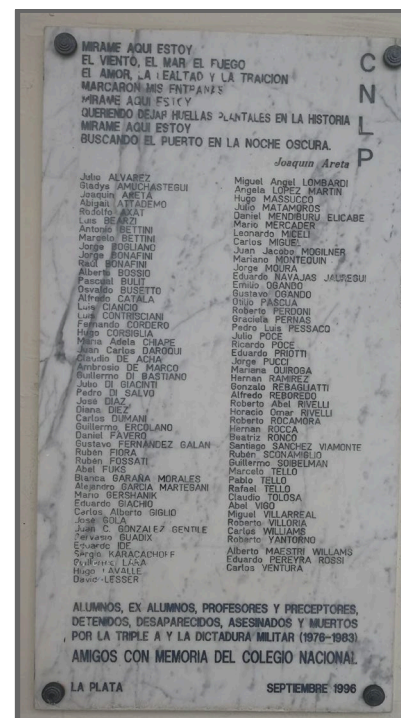 MIRAME AQUI ESTOY
EL VIENTO, EL MAR EL FUEGO
EL AMOR, LA LEALTAD Y LA TRAICION
MARCARON MIS ENTRAÑAS
MIRAME AQUI ESTOY
QUERIENDO DEJAR HUELLAS PLANTALES EN LA HISTORIA
MIRAME AQUI ESTOY
BUSCANDO EL PUERTO EN LA NOCHE OSCURA.
Joaquin Areta
C
N
L
P
Julio ALVAREZ
Gladys AMUCHASTEGUI
Joaquin ARETA
Abigail ATTADEMO
Rodolfo AXAT
Luis BEARZI
Antonio BETTINI
Marcelo BETTINI
Jorge BOGLIANO
Jorge BONAFINI
Raúl BONAFINI
Alberto BOSSIO
Pascual BULIT
Osvaldo BUSETTO
Alfredo CATALA
Luis CIANCIO
Luis CONTRISCIANI
Fernando CORDERO
Hugo CORSIGLIA
Maria Adela CHIAPE
Juan Carlos DAROQUI
Claudio DE ACHA
Ambrosio DE MARCO
Guillermo DI BASTIANO
Julio DI GIACINTI
Pedro DI SALVO
José DIAZ
Diana DIEZ
Carlos DUMANI
Guillermo ERCOLANO
Daniel FAVERO
Gustavo FERNANDEZ GALAN
Rubén FIORA
Rubén FOSSATI
Abel FUKS
Blanca GARAÑA MORALES
Alejandro GARCIA MARTEGANI
Mario GERSHANIK
Eduardo GIACHIO
Carlos Alberto GIGLIO
José GOLA
Juan C. GONZALEZ GENTILE
Gervasio GUADIX
Eduardo IDE
Sergio KARACACHOFF
LARA
Hugo LAVALLE
David LESSER
Miguel Angel LOMBARDI
Angela LOPEZ MARTIN
Hugo MASSUCCO
Julio MATAMOROS
Daniel MENDIBURU ELICABE
Mario MERCADER
Leonardo MICELI
Carlos MIGUEL
Juan Jacobo MOGILNER
Mariano MONTEQUIN
Jorge MOURA
Eduardo NAVAJAS JAUREGUI
Emilio OGANDO
Gustavo OGANDO
Otilio PASCUA
Roberto PERDONI
Graciela PERNAS
Pedro Luis PESSACQ
Julio POCE
Ricardo POCE
Eduardo PRIOTTI
Jorge PUCCI
Mariana QUIROGA
Hernan RAMIREZ
Gonzalo REBAGLIATTI
Alfredo REBOREDO
Roberto Abel RIVELLI
Horacio Omar RIVELLI
Roberto ROCAMORA
Hernan ROCCA
Beatriz RONCO
Santiago SANCHEZ VIAMONTE
Rubén SCONAMIGLIO
Guillermo SOIBELMAN
Marcelo TELLO
Pablo TELLO
Rafael TELLO
Claudio TOLOSA
Abel VIGO
Miguel VILLARREAL
Roberto VILLORIA
Carlos WILLIAMS
Roberto YANTORNO
Alberto MAESTRI WILLAMS
Eduardo PEREYRA ROSSI
Carlos VENTURA
ALUMNOS, EX ALUMNOS, PROFESORES Y PRECEPTORES,
DETENIDOS, DESAPARECIDOS, ASESINADOS Y MUERTOS
POR LA TRIPLE A Y LA DICTADURA MILITAR (1976-1983)
AMIGOS CON MEMORIA DEL COLEGIO NACIONAL
LA PLATA SEPTIEMBRE 1996